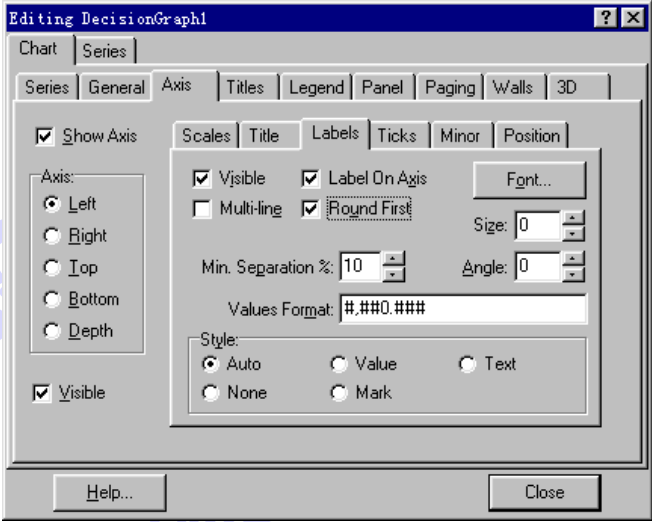 Editing DecisionGraph1
Chart Series
Series General Axis Titles Legend Panel Paging Walls 3D
Show Axis
Scales Title Labels Ticks Minor Position
Axis:
Left
Right
Top
Bottom
Depth
Visible
Visible Label On Axis Font...
Multi-line Round First
Size: 0
Min. Separation %: 10 Angle: 0
Values Format: #,##0.###
Style:
Auto Value Text
None Mark
Help... Close